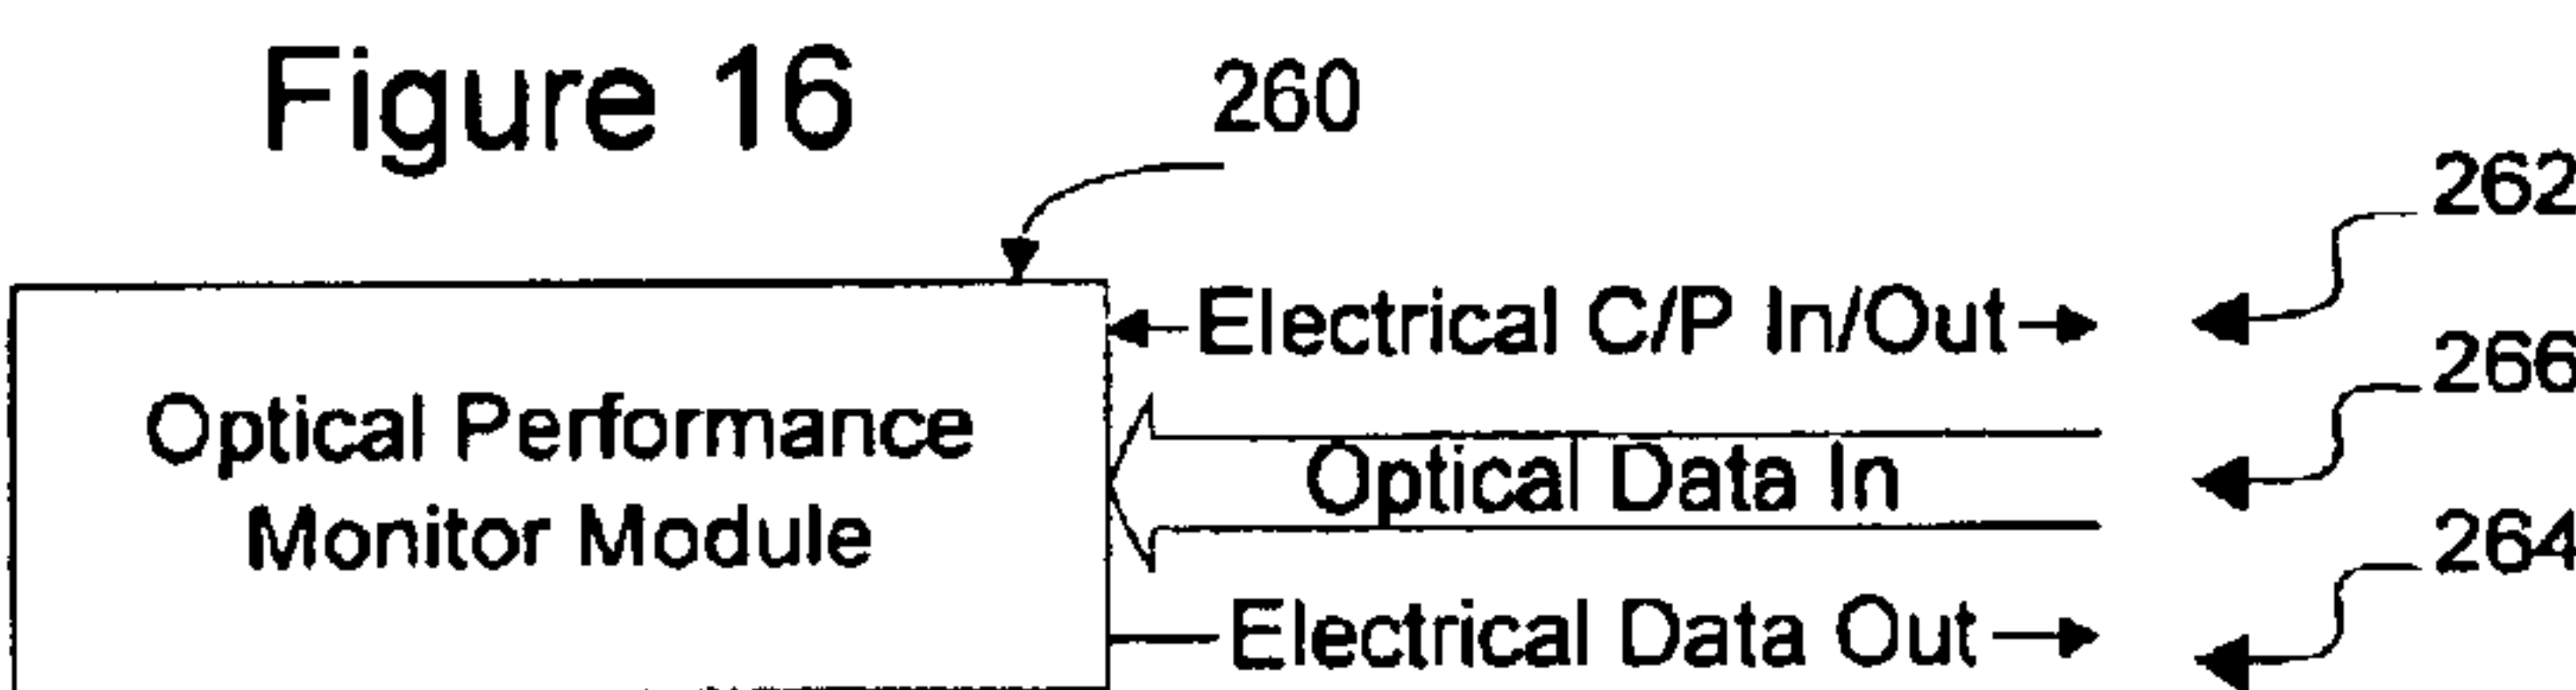 Figure 16
260
262
Electrical C/P In/Out
266
Optical Performance
Monitor Module
Optical Data In
264
Electrical Data Out